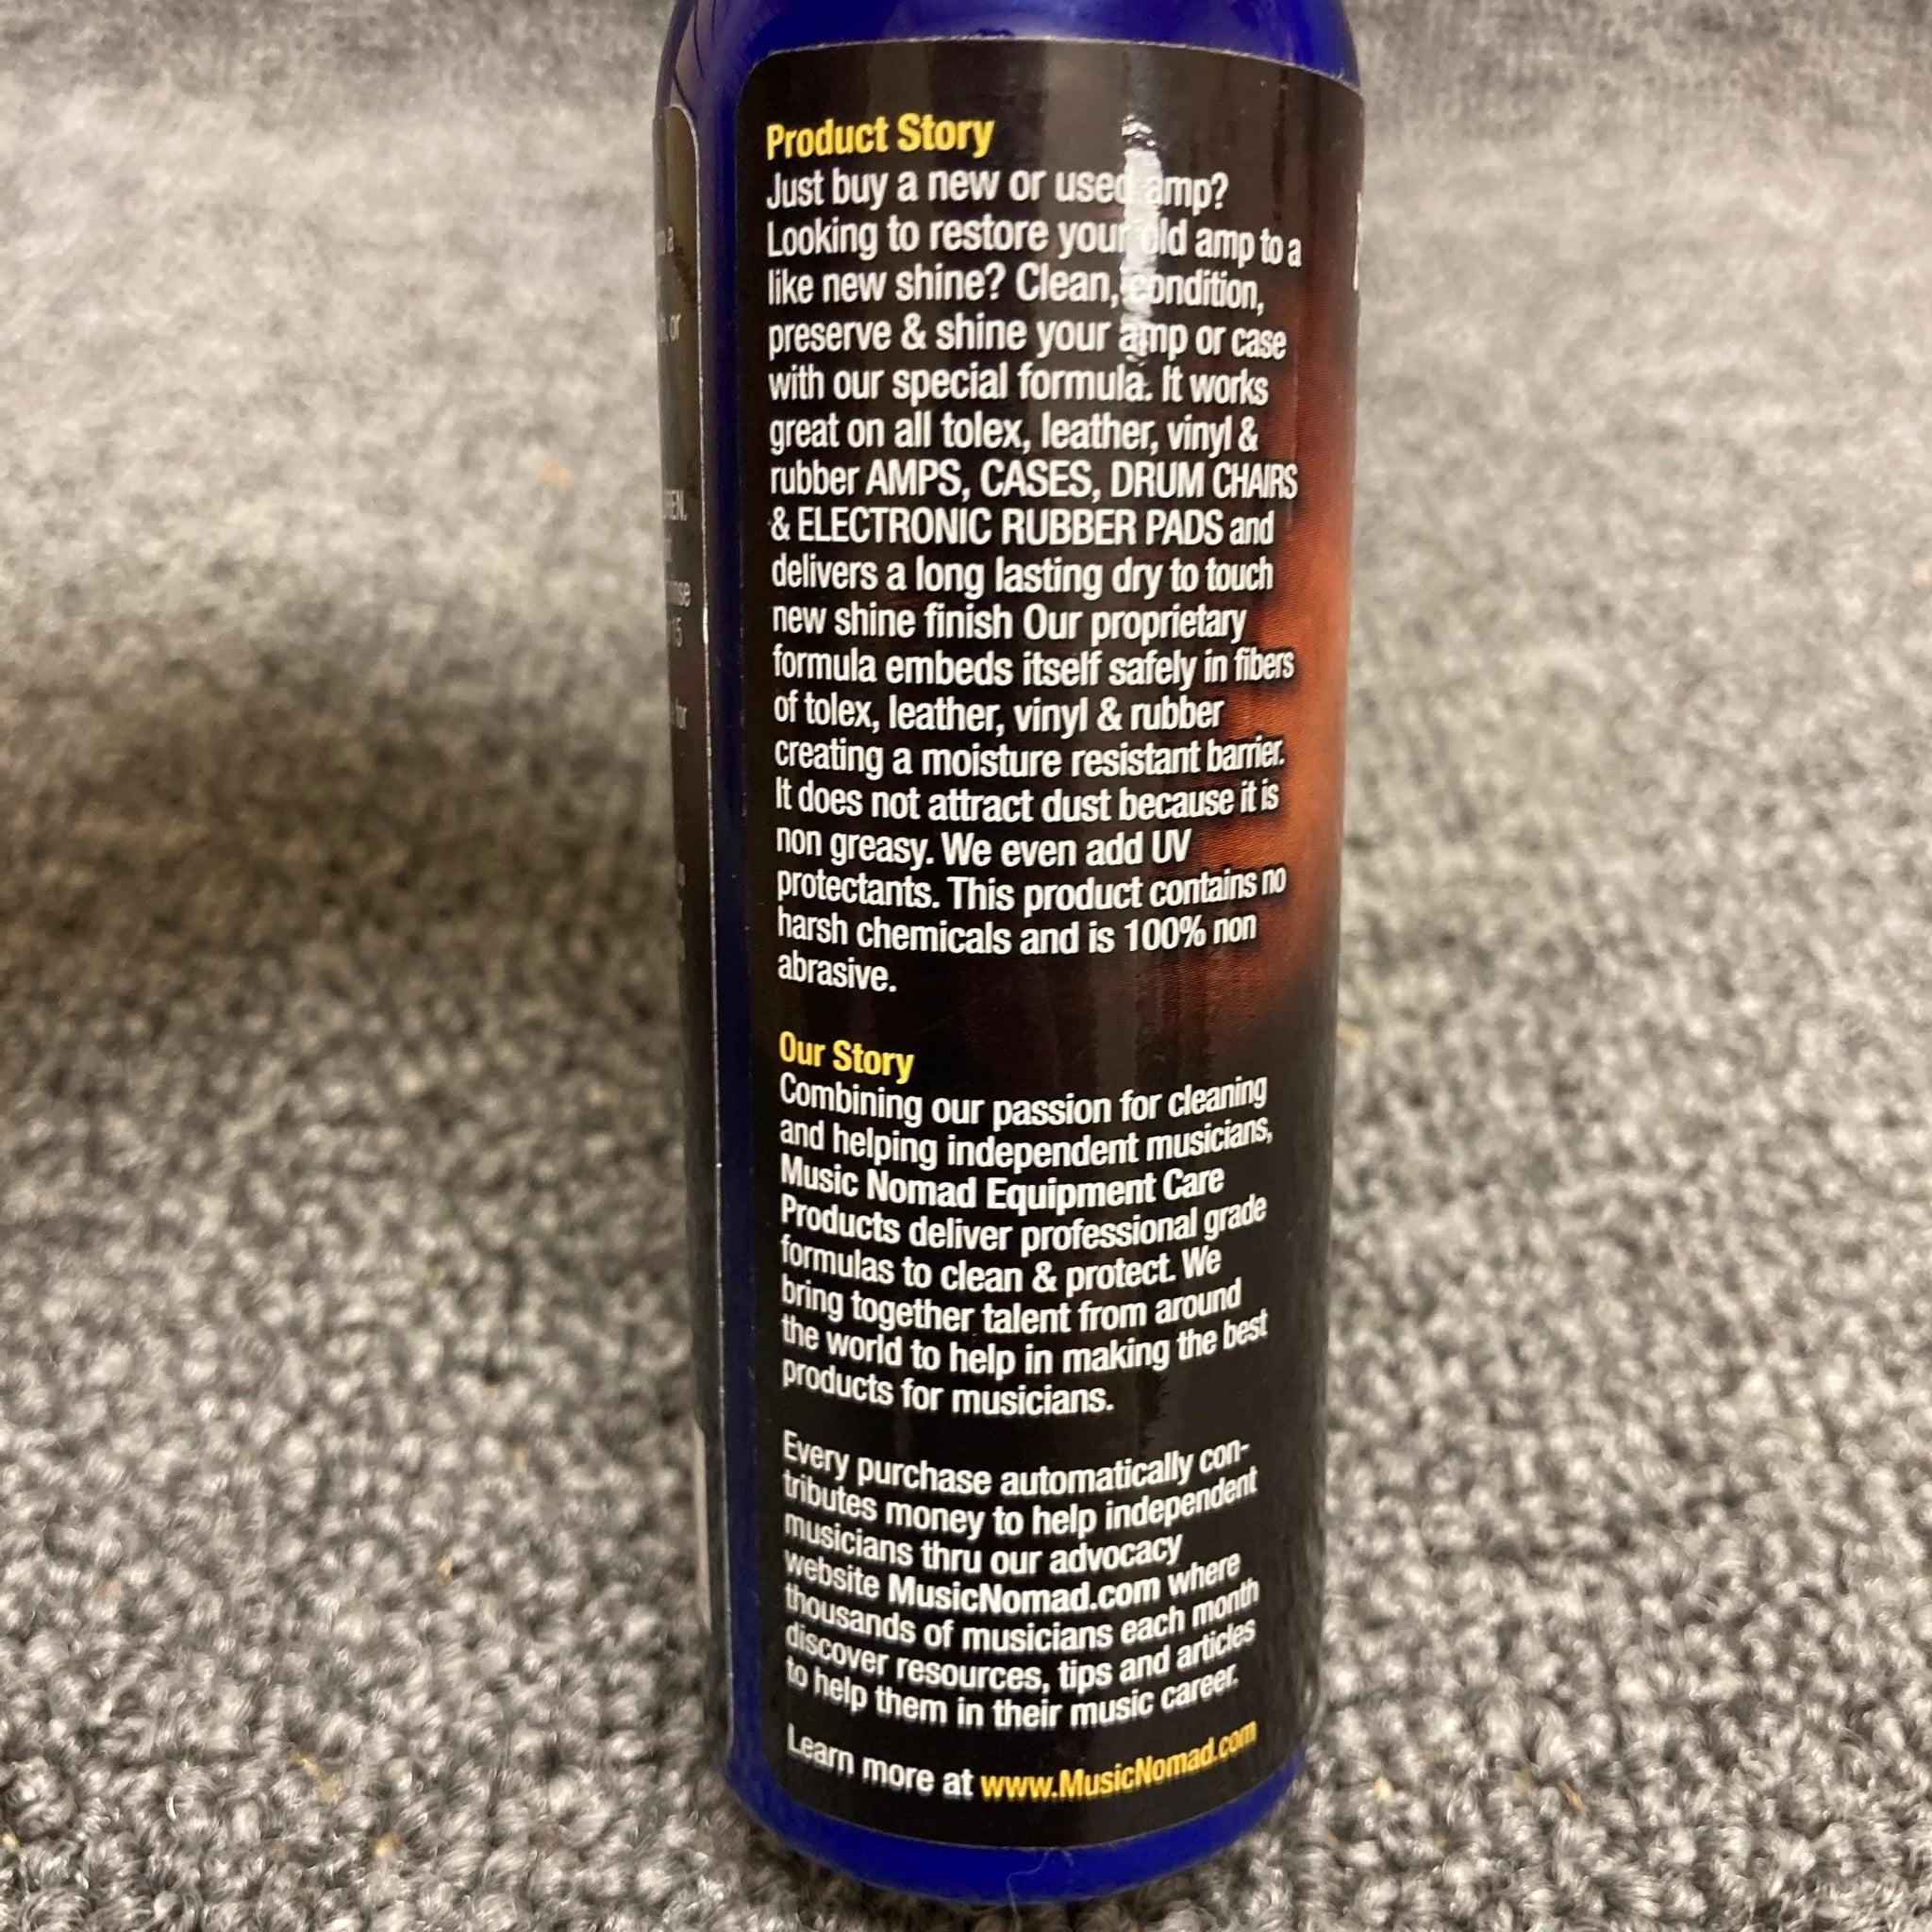 Product Story
Just buy a new or used amp?
Looking to restore your old amp to a
like new shine? Clean, condition,
preserve & shine your amp or case
with our special formula. It works
great on all tolex, leather, vinyl &
rubber AMPS, CASES, DRUM CHAIRS
& ELECTRONIC RUBBER PADS and
delivers a long lasting dry to touch
new shine finish Our proprietary
formula embeds itself safely in fibers
of tolex, leather, vinyl & rubber
creating a moisture resistant barrier.
It does not attract dust because it is
non greasy. We even add UV
protectants. This product contains no
harsh chemicals and is 100% non
abrasive.
Our Story
Combining our passion for cleaning
and helping independent musicians,
Music Nomad Equipment Care
Products deliver professional grade
formulas to clean & protect. We
bring together talent from around
the world to help in making the best
products for musicians.
Every purchase automatically con-
tributes money to help independent
musicians thru our advocacy
website MusicNomad.com where
thousands of musicians each month
discover resources, tips and articles
to help them in their music career.
Learn more at www.MusicNomad.com